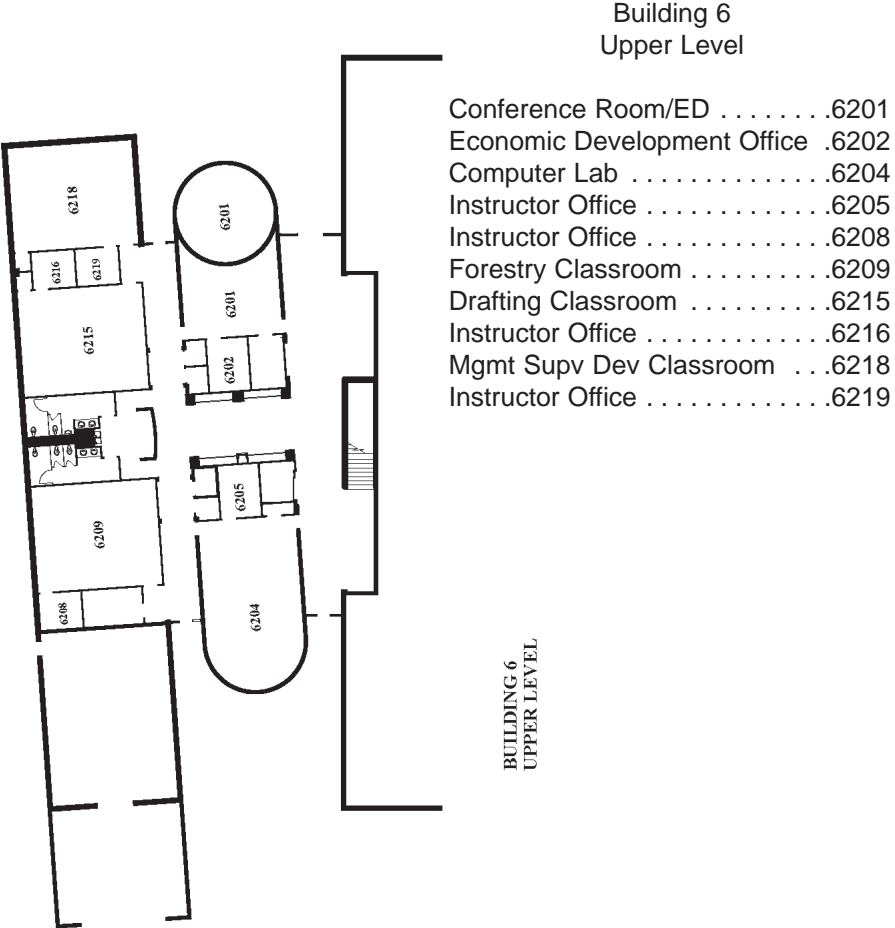 Building 6
Upper Level
Conference Room/ED . . . . . . . .6201
Economic Development Office .6202
Computer Lab . . . . . . . . . . . . . .6204
Instructor Office . . . . . . . . . . . . .6205
Instructor Office . . . . . . . . . . . . .6208
Forestry Classroom . . . . . . . . . .6209
Drafting Classroom . . . . . . . . . .6215
Instructor Office . . . . . . . . . . . . .6216
Mgmt Supv Dev Classroom . . .6218
Instructor Office . . . . . . . . . . . . .6219
6218
6201
6216
6219
6201
6215
6202
6205
6209
6208
6204
BUILDING 6
UPPER LEVEL